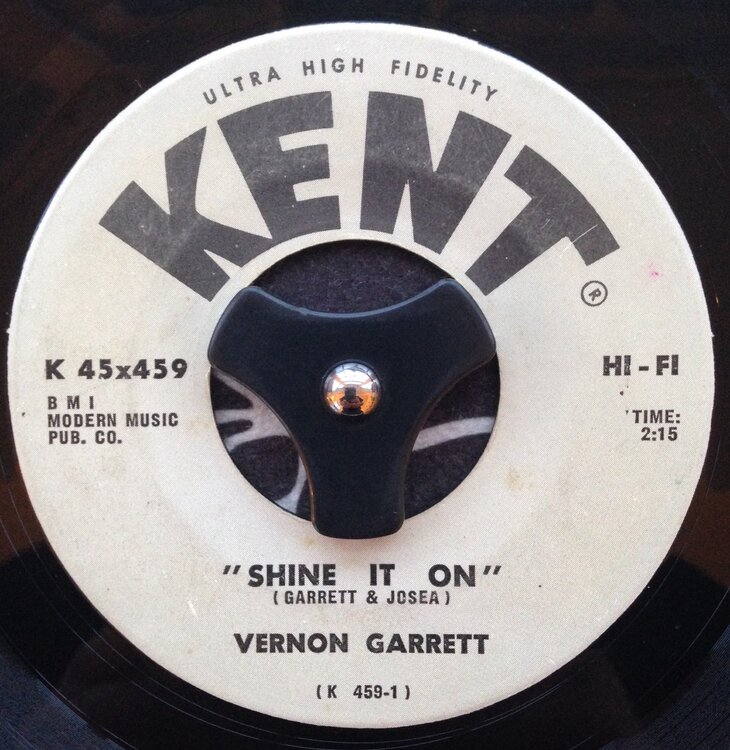 ULTRA HIGH FIDELITY
KENT
®
K 45x459
HI-FI
BMI
MODERN MUSIC
PUB. CO.
TIME:
2:15
"SHINE IT ON"
(GARRETT & JOSEA)
VERNON GARRETT
(K 459-1)